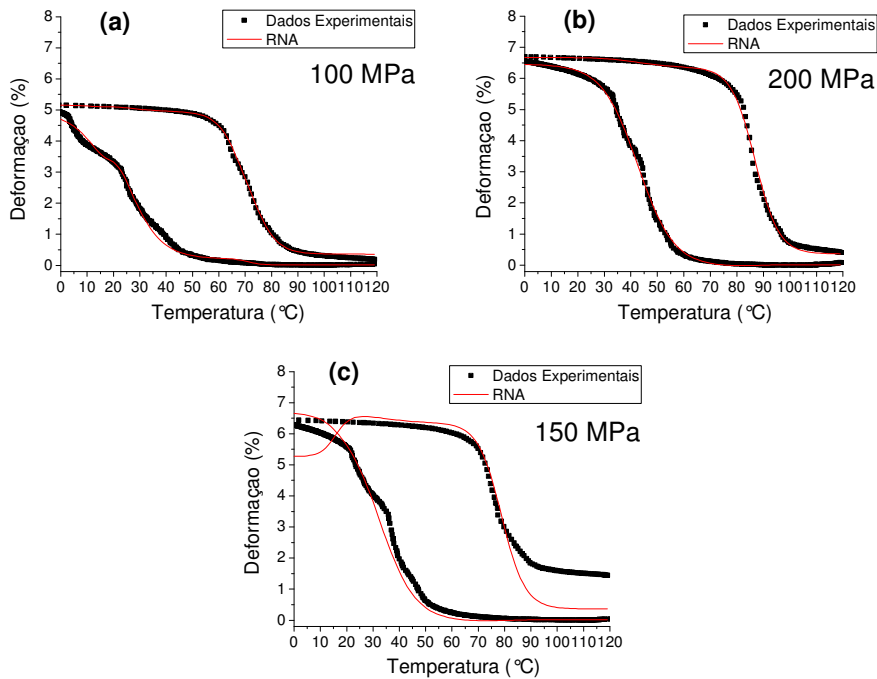 (a)
Dados Experimentais
RNA
100 MPa
Deformaçao (%)
8
7
6
5
4
3
2
1
0
0 10 20 30 40 50 60 70 80 90 100 110 120
Temperatura (°C)
(b)
Dados Experimentais
RNA
200 MPa
Deformaçao (%)
8
7
6
5
4
3
2
1
0
0 10 20 30 40 50 60 70 80 90 100 110 120
Temperatura (°C)
(c)
Dados Experimentais
RNA
150 MPa
Deformaçao (%)
8
7
6
5
4
3
2
1
0
0 10 20 30 40 50 60 70 80 90 100 110 120
Temperatura (°C)